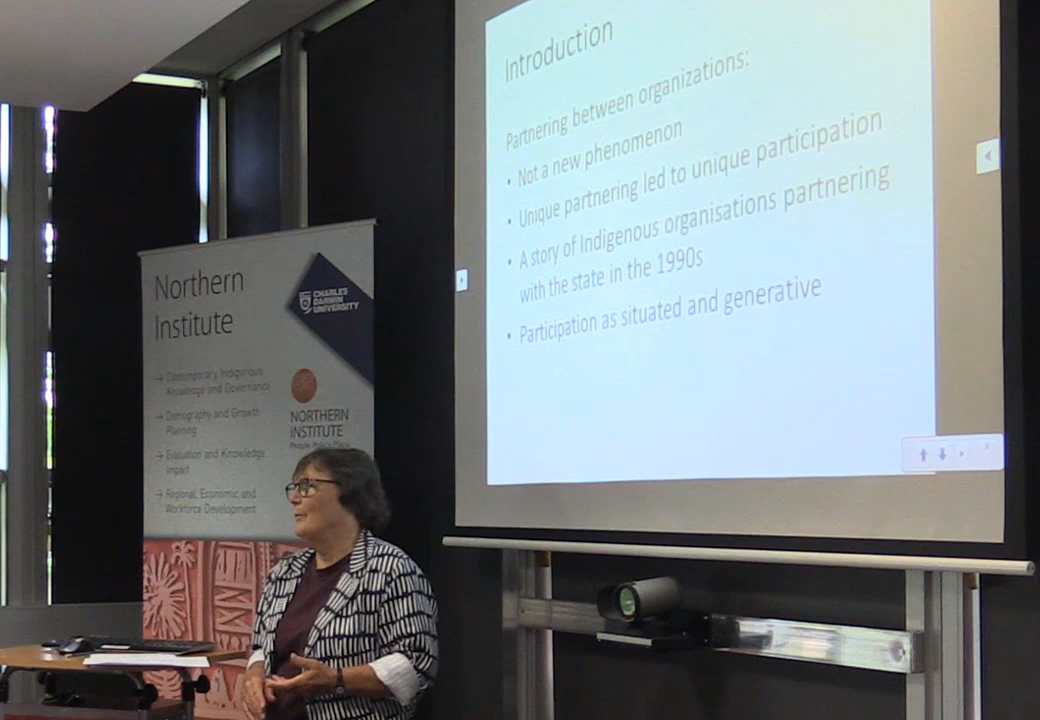 Introduction
Partnering between organizations:
• Not a new phenomenon
• Unique partnering led to unique participation
• A story of Indigenous organisations partnering
with the state in the 1990s
• Participation as situated and generative
Northern
Institute
→ Contemporary Indigenous
Knowledge and Governance
→ Demography and Growth
Planning
→ Evaluation and Knowledge
Impact
→ Regional, Economic and
Workforce Development
CHARLES
DARWIN
UNIVERSITY
NORTHERN
INSTITUTE
People. Policy. Place.